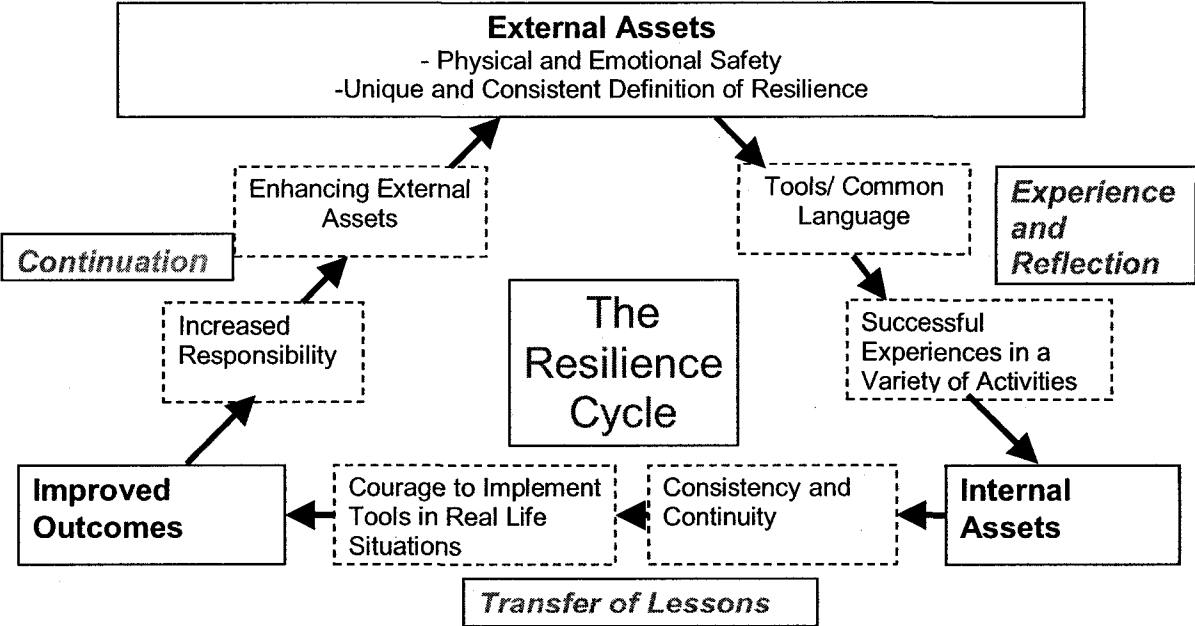 External Assets
- Physical and Emotional Safety
-Unique and Consistent Definition of Resilience
Enhancing External
Assets
Tools/ Common
Language
Experience
and
Reflection
Continuation
Increased
Responsibility
The
Resilience
Cycle
Successful
Experiences in a
Variety of Activities
Improved
Outcomes
Courage to Implement
Tools in Real Life
Situations
Consistency and
Continuity
Internal
Assets
Transfer of Lessons